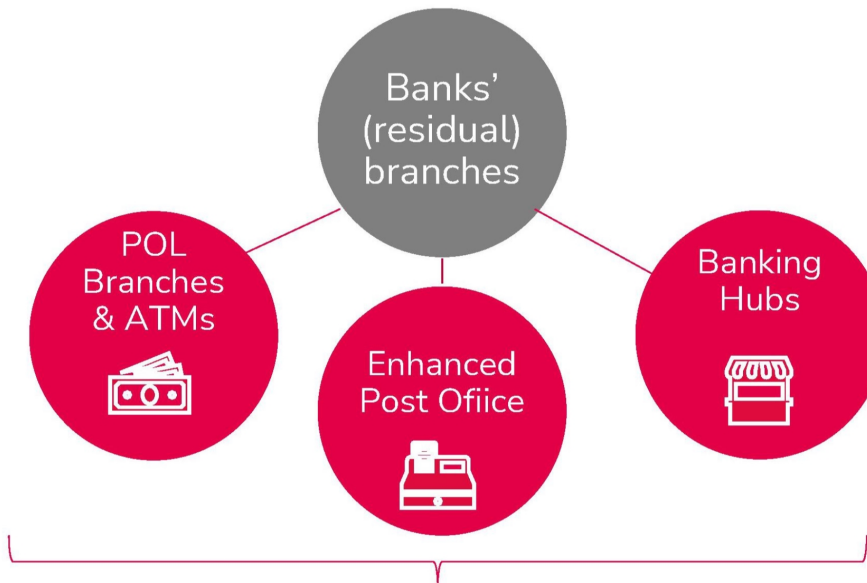 Banks'
(residual)
branches
POL
Branches
& ATMs
Enhanced
Post Ofiice
Banking
Hubs